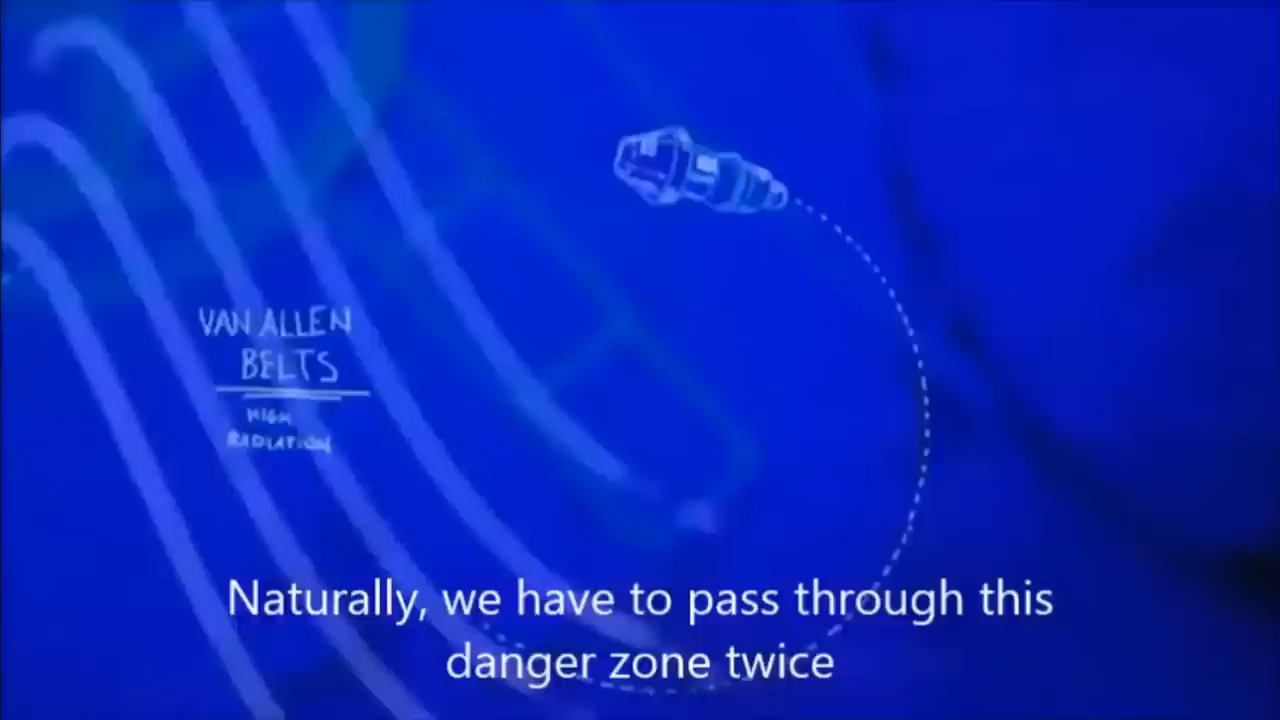 VAN ALLEN
BELTS
HIGH
RADIATION
Naturally, we have to pass through this
danger zone twice